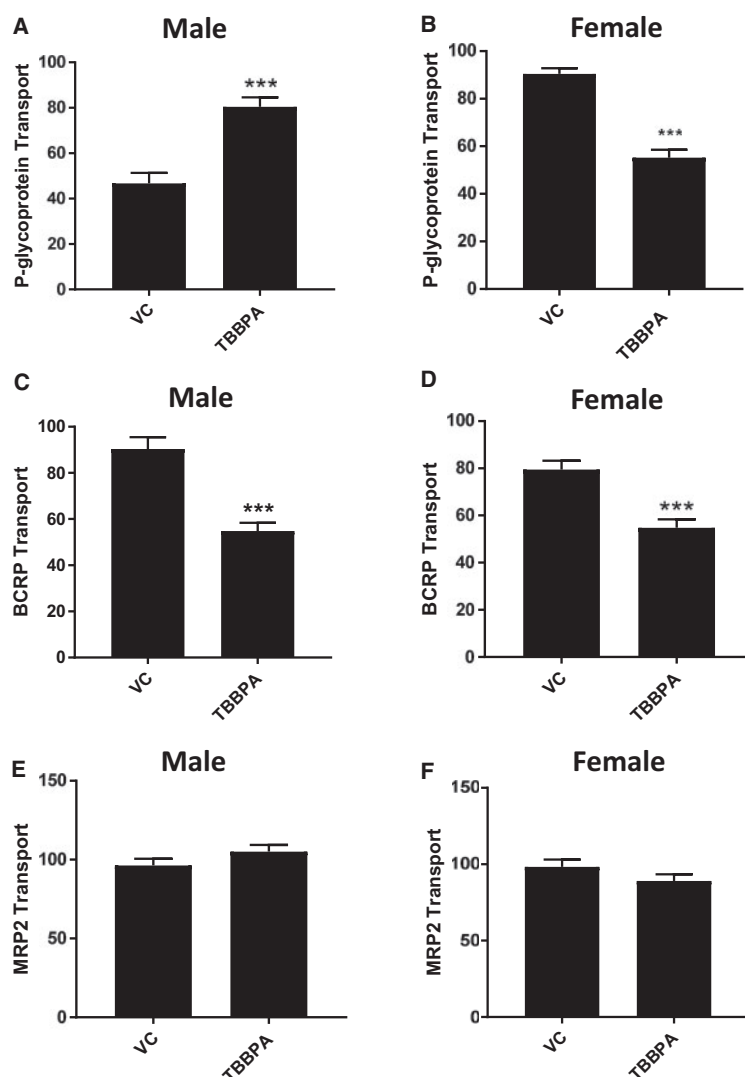 A Male
P-glycoprotein Transport
100
80
60
40
20
0
***
VC
TBBPA
B Female
P-glycoprotein Transport
100
80
60
40
20
0
***
VC
TBBPA
C Male
BCRP Transport
100
80
60
40
20
0
***
VC
TBBPA
D Female
BCRP Transport
100
80
60
40
20
0
***
VC
TBBPA
E Male
MRP2 Transport
150
100
50
0
VC
TBBPA
F Female
MRP2 Transport
150
100
50
0
VC
TBBPA